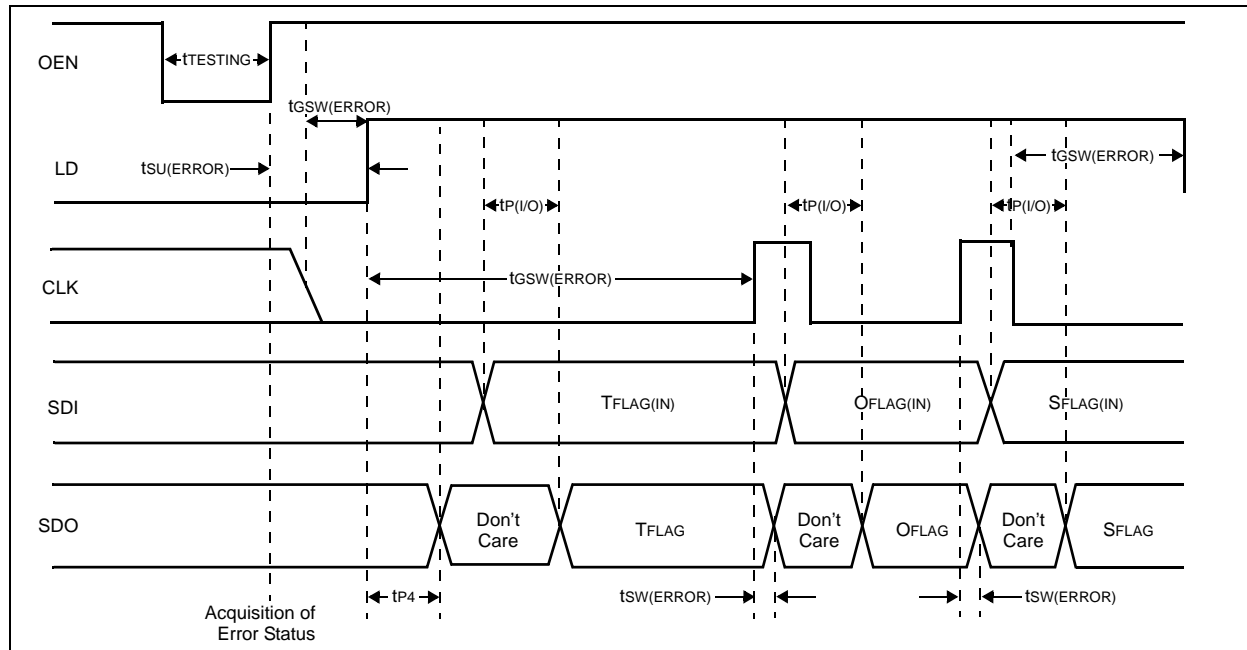 OEN
tTESTING
tGSW(ERROR)
LD
tSU(ERROR)
tGSW(ERROR)
tP(I/O)
tP(I/O)
tP(I/O)
CLK
tGSW(ERROR)
SDI
TFLAG(IN)
OFLAG(IN)
SFLAG(IN)
SDO
Don't
Care
TFLAG
Don't
Care
OFLAG
Don't
Care
SFLAG
tP4
tSW(ERROR)
tSW(ERROR)
Acquisition of
Error Status